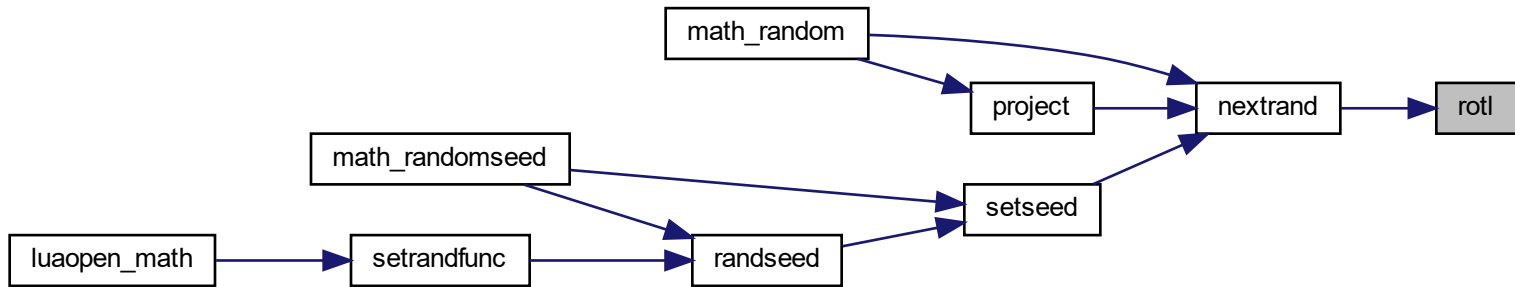 math_random
project
nextrand
rotl
math_randomseed
setseed
luaopen_math
setrandfunc
randseed